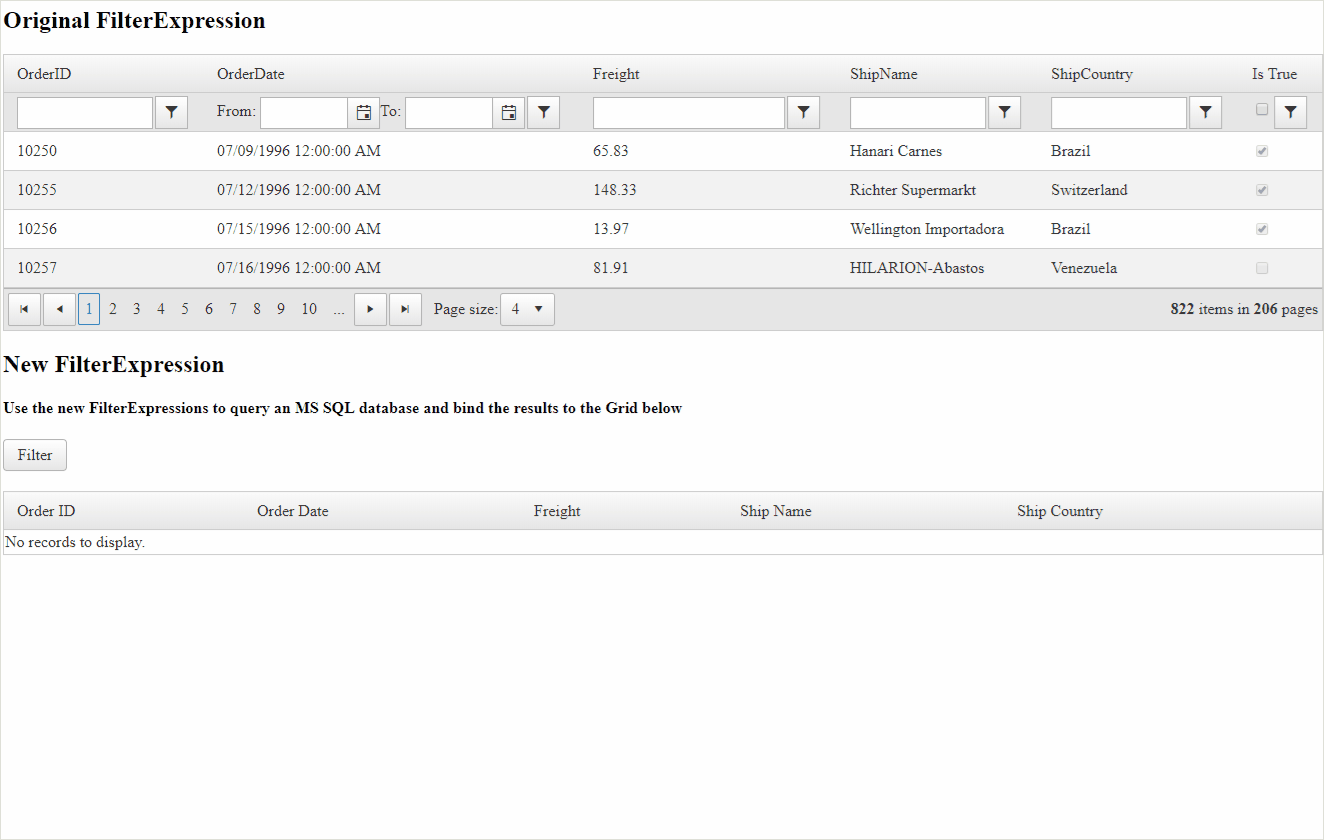 Original FilterExpression
OrderID OrderDate Freight ShipName ShipCountry Is True
From: To:
10250 07/09/1996 12:00:00 AM 65.83 Hanari Carnes Brazil
10255 07/12/1996 12:00:00 AM 148.33 Richter Supermarkt Switzerland
10256 07/15/1996 12:00:00 AM 13.97 Wellington Importadora Brazil
10257 07/16/1996 12:00:00 AM 81.91 HILARION-Abastos Venezuela
1 2 3 4 5 6 7 8 9 10 ... Page size: 4 822 items in 206 pages
New FilterExpression
Use the new FilterExpressions to query an MS SQL database and bind the results to the Grid below
Filter
Order ID Order Date Freight Ship Name Ship Country
No records to display.